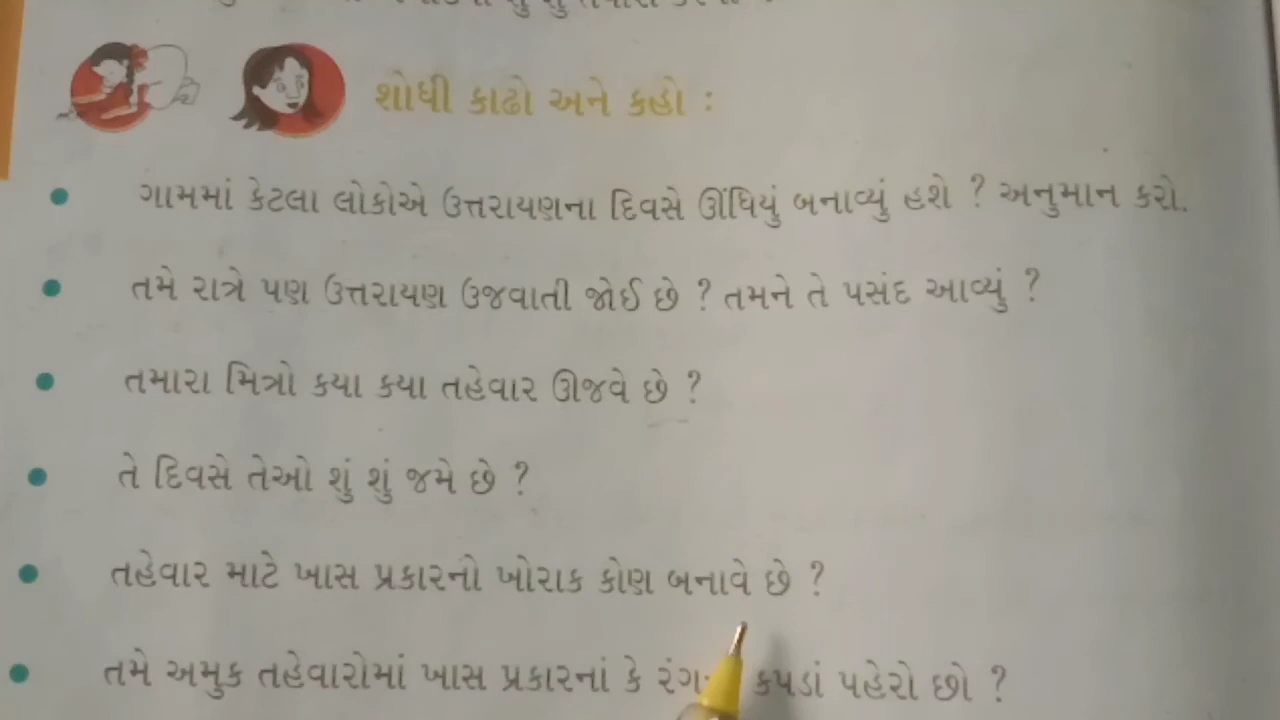 શોધી કાઢો અને કહો :
ગામમાં કેટલા લોકોએ ઉત્તરાયણના દિવસે ઊંધિયું બનાવ્યું હશે ? અનુમાન કરો.
તમે રાત્રે પણ ઉત્તરાયણ ઉજવાતી જોઈ છે ? તમને તે પસંદ આવ્યું ?
તમારા મિત્રો કયા કયા તહેવાર ઊજવે છે ?
તે દિવસે તેઓ શું શું જમે છે ?
તહેવાર માટે ખાસ પ્રકારનો ખોરાક કોણ બનાવે છે ?
તમે અમુક તહેવારોમાં ખાસ પ્રકારનાં કે કપડાં પહેરો છો ?